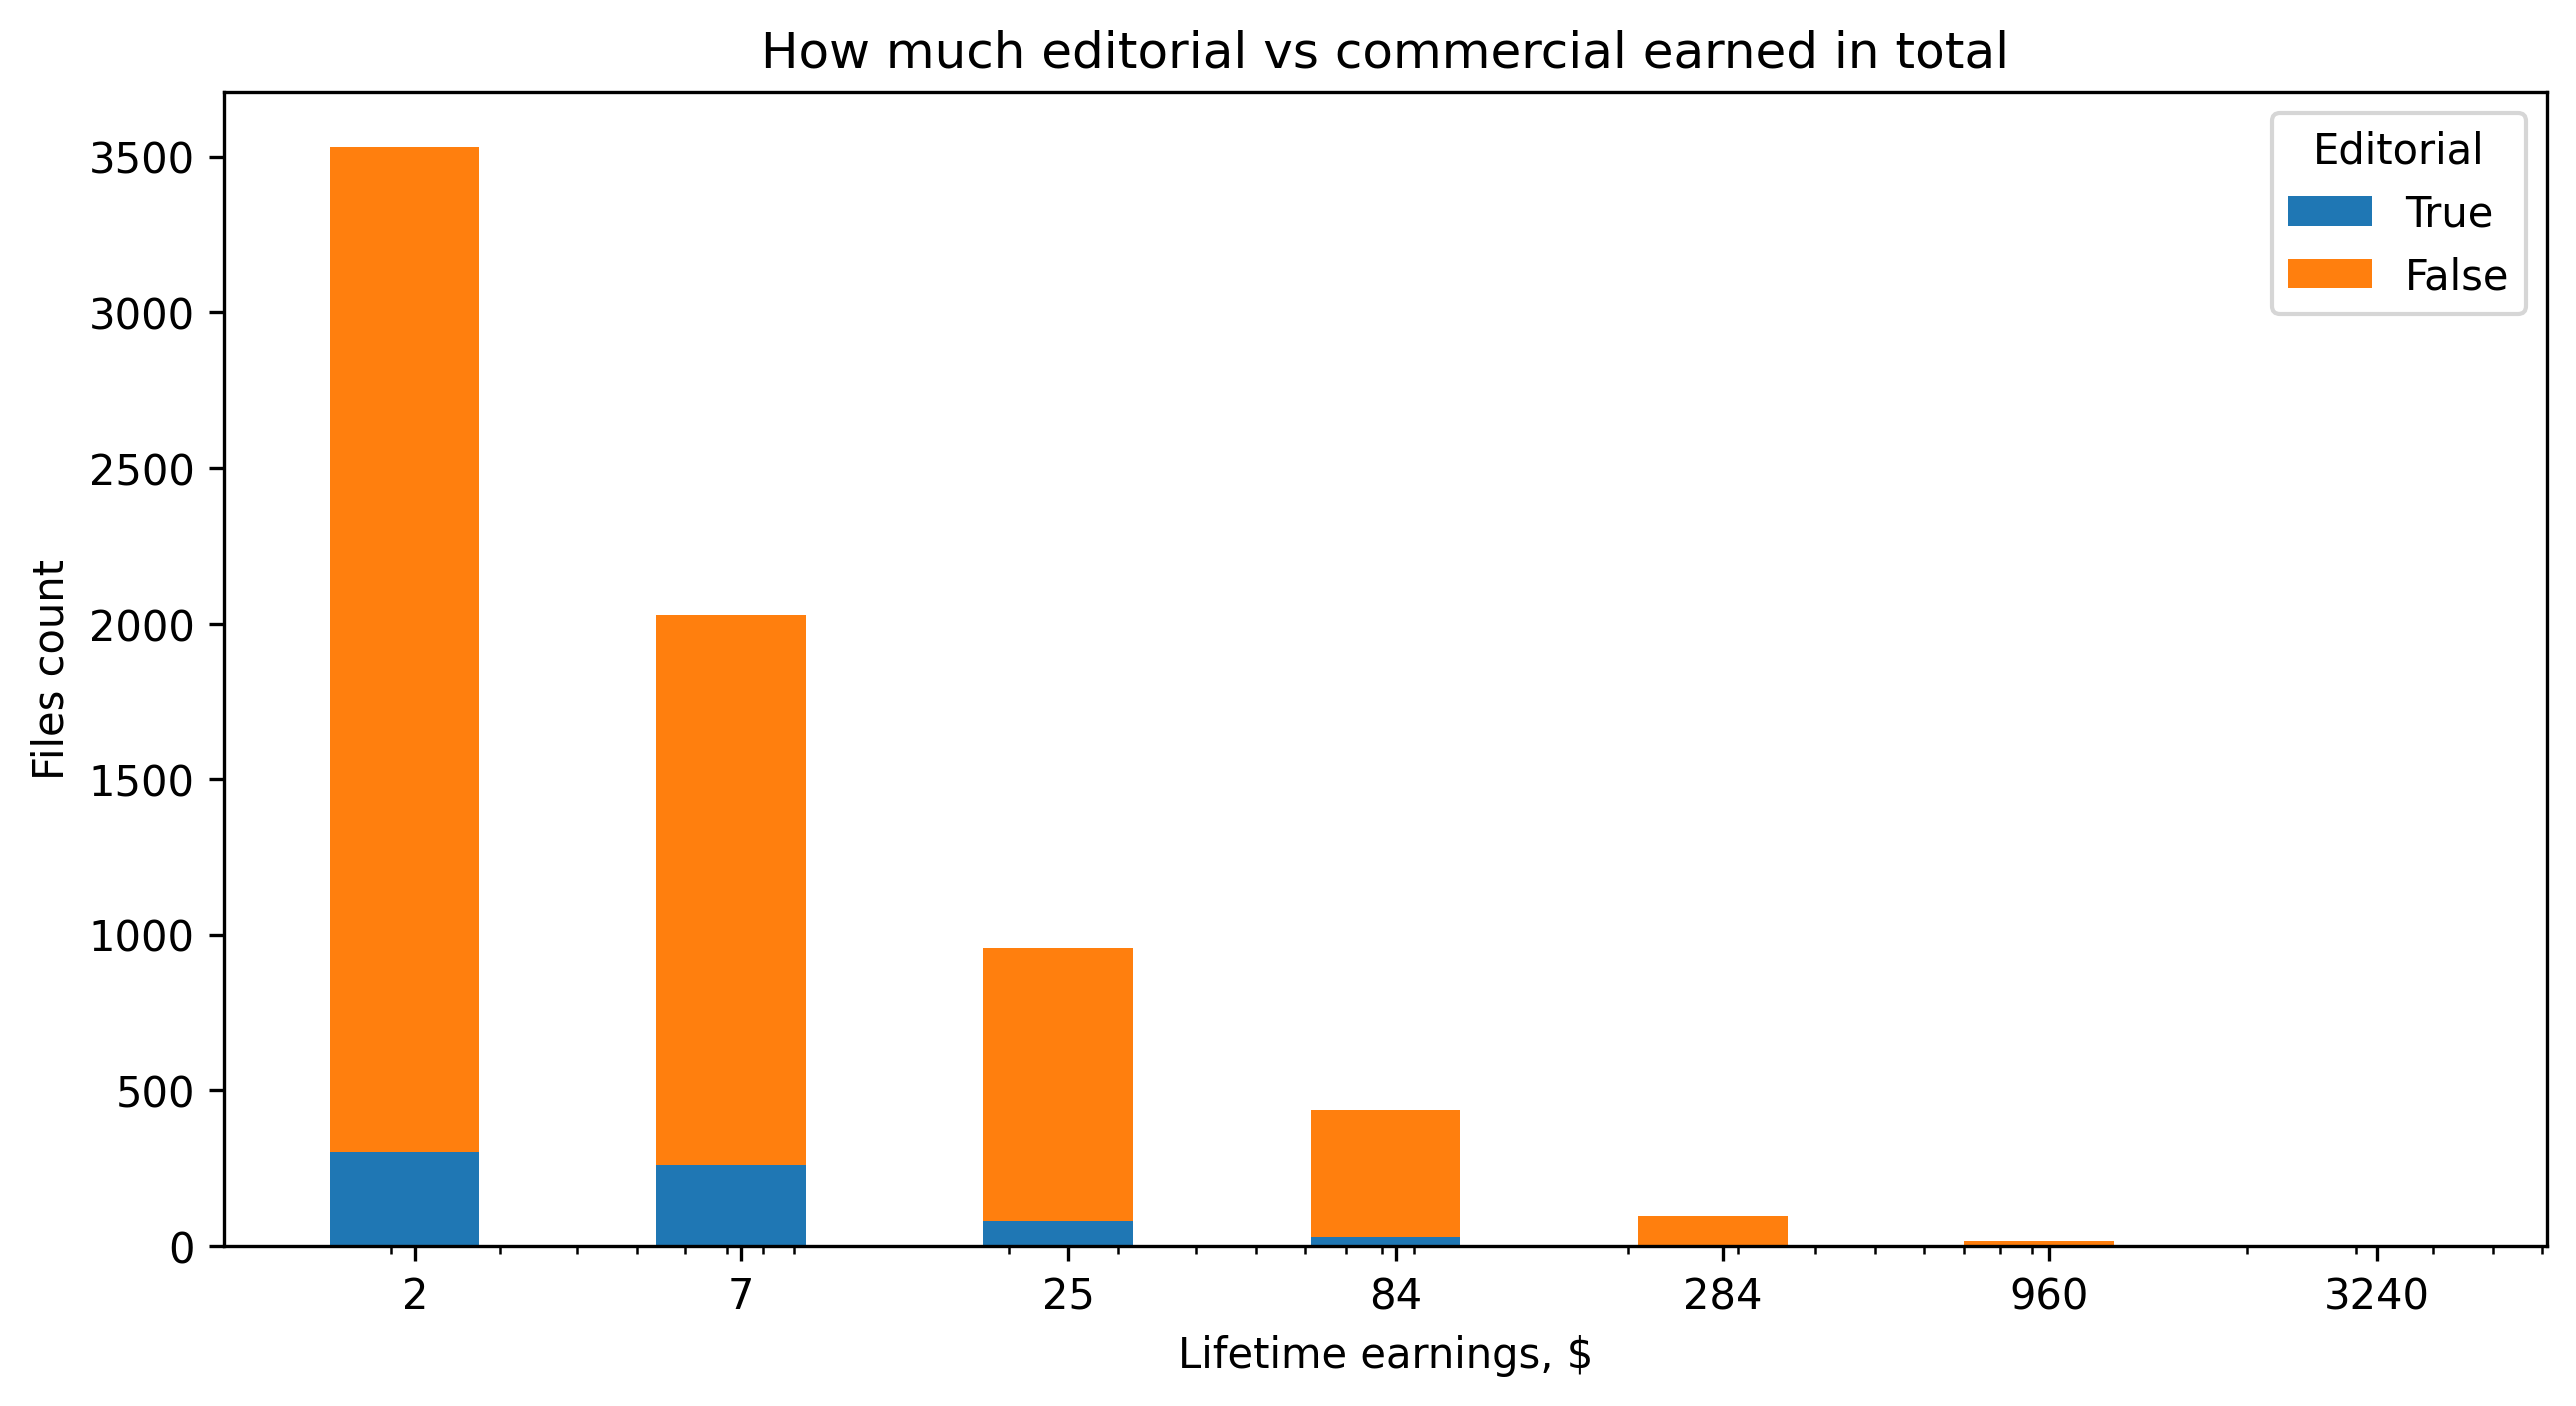 How much editorial vs commercial earned in total
Editorial
True
False
3500
3000
2500
2000
1500
1000
500
0
Files count
2 7 25 84 284 960 3240
Lifetime earnings, $